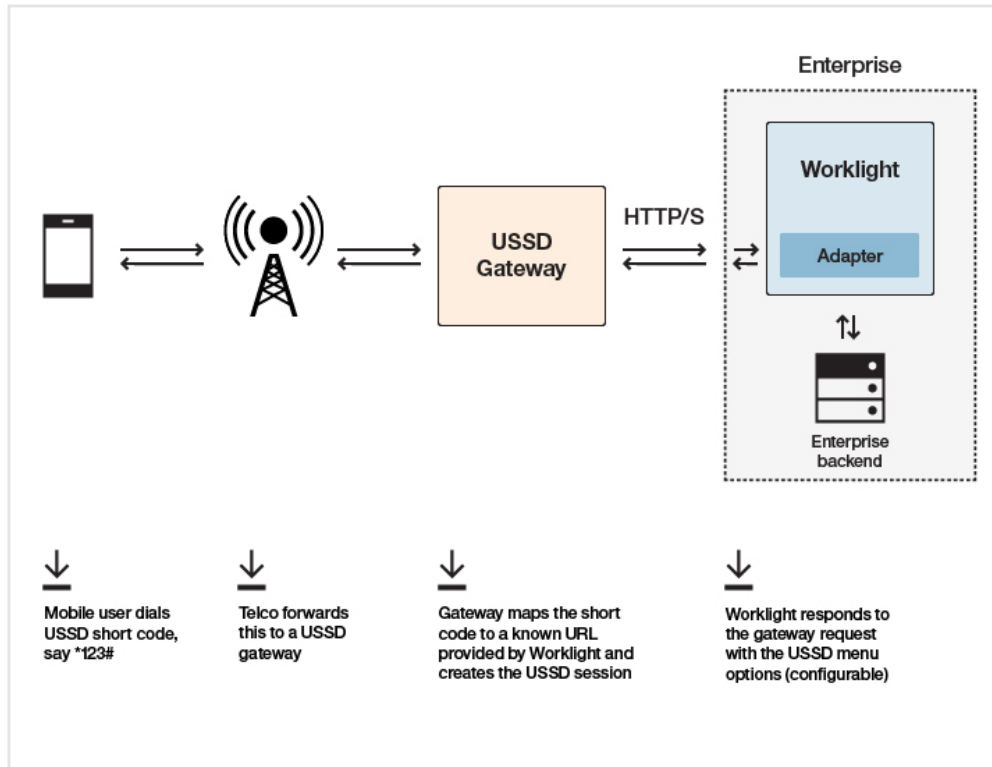 Enterprise
Worklight
HTTP/S
USSD
Gateway
Adapter
Enterprise
backend
Mobile user dials
USSD short code,
say *123#
Telco forwards
this to a USSD
gateway
Gateway maps the short
code to a known URL
provided by Worklight and
creates the USSD session
Worklight responds to
the gateway request
with the USSD menu
options (configurable)